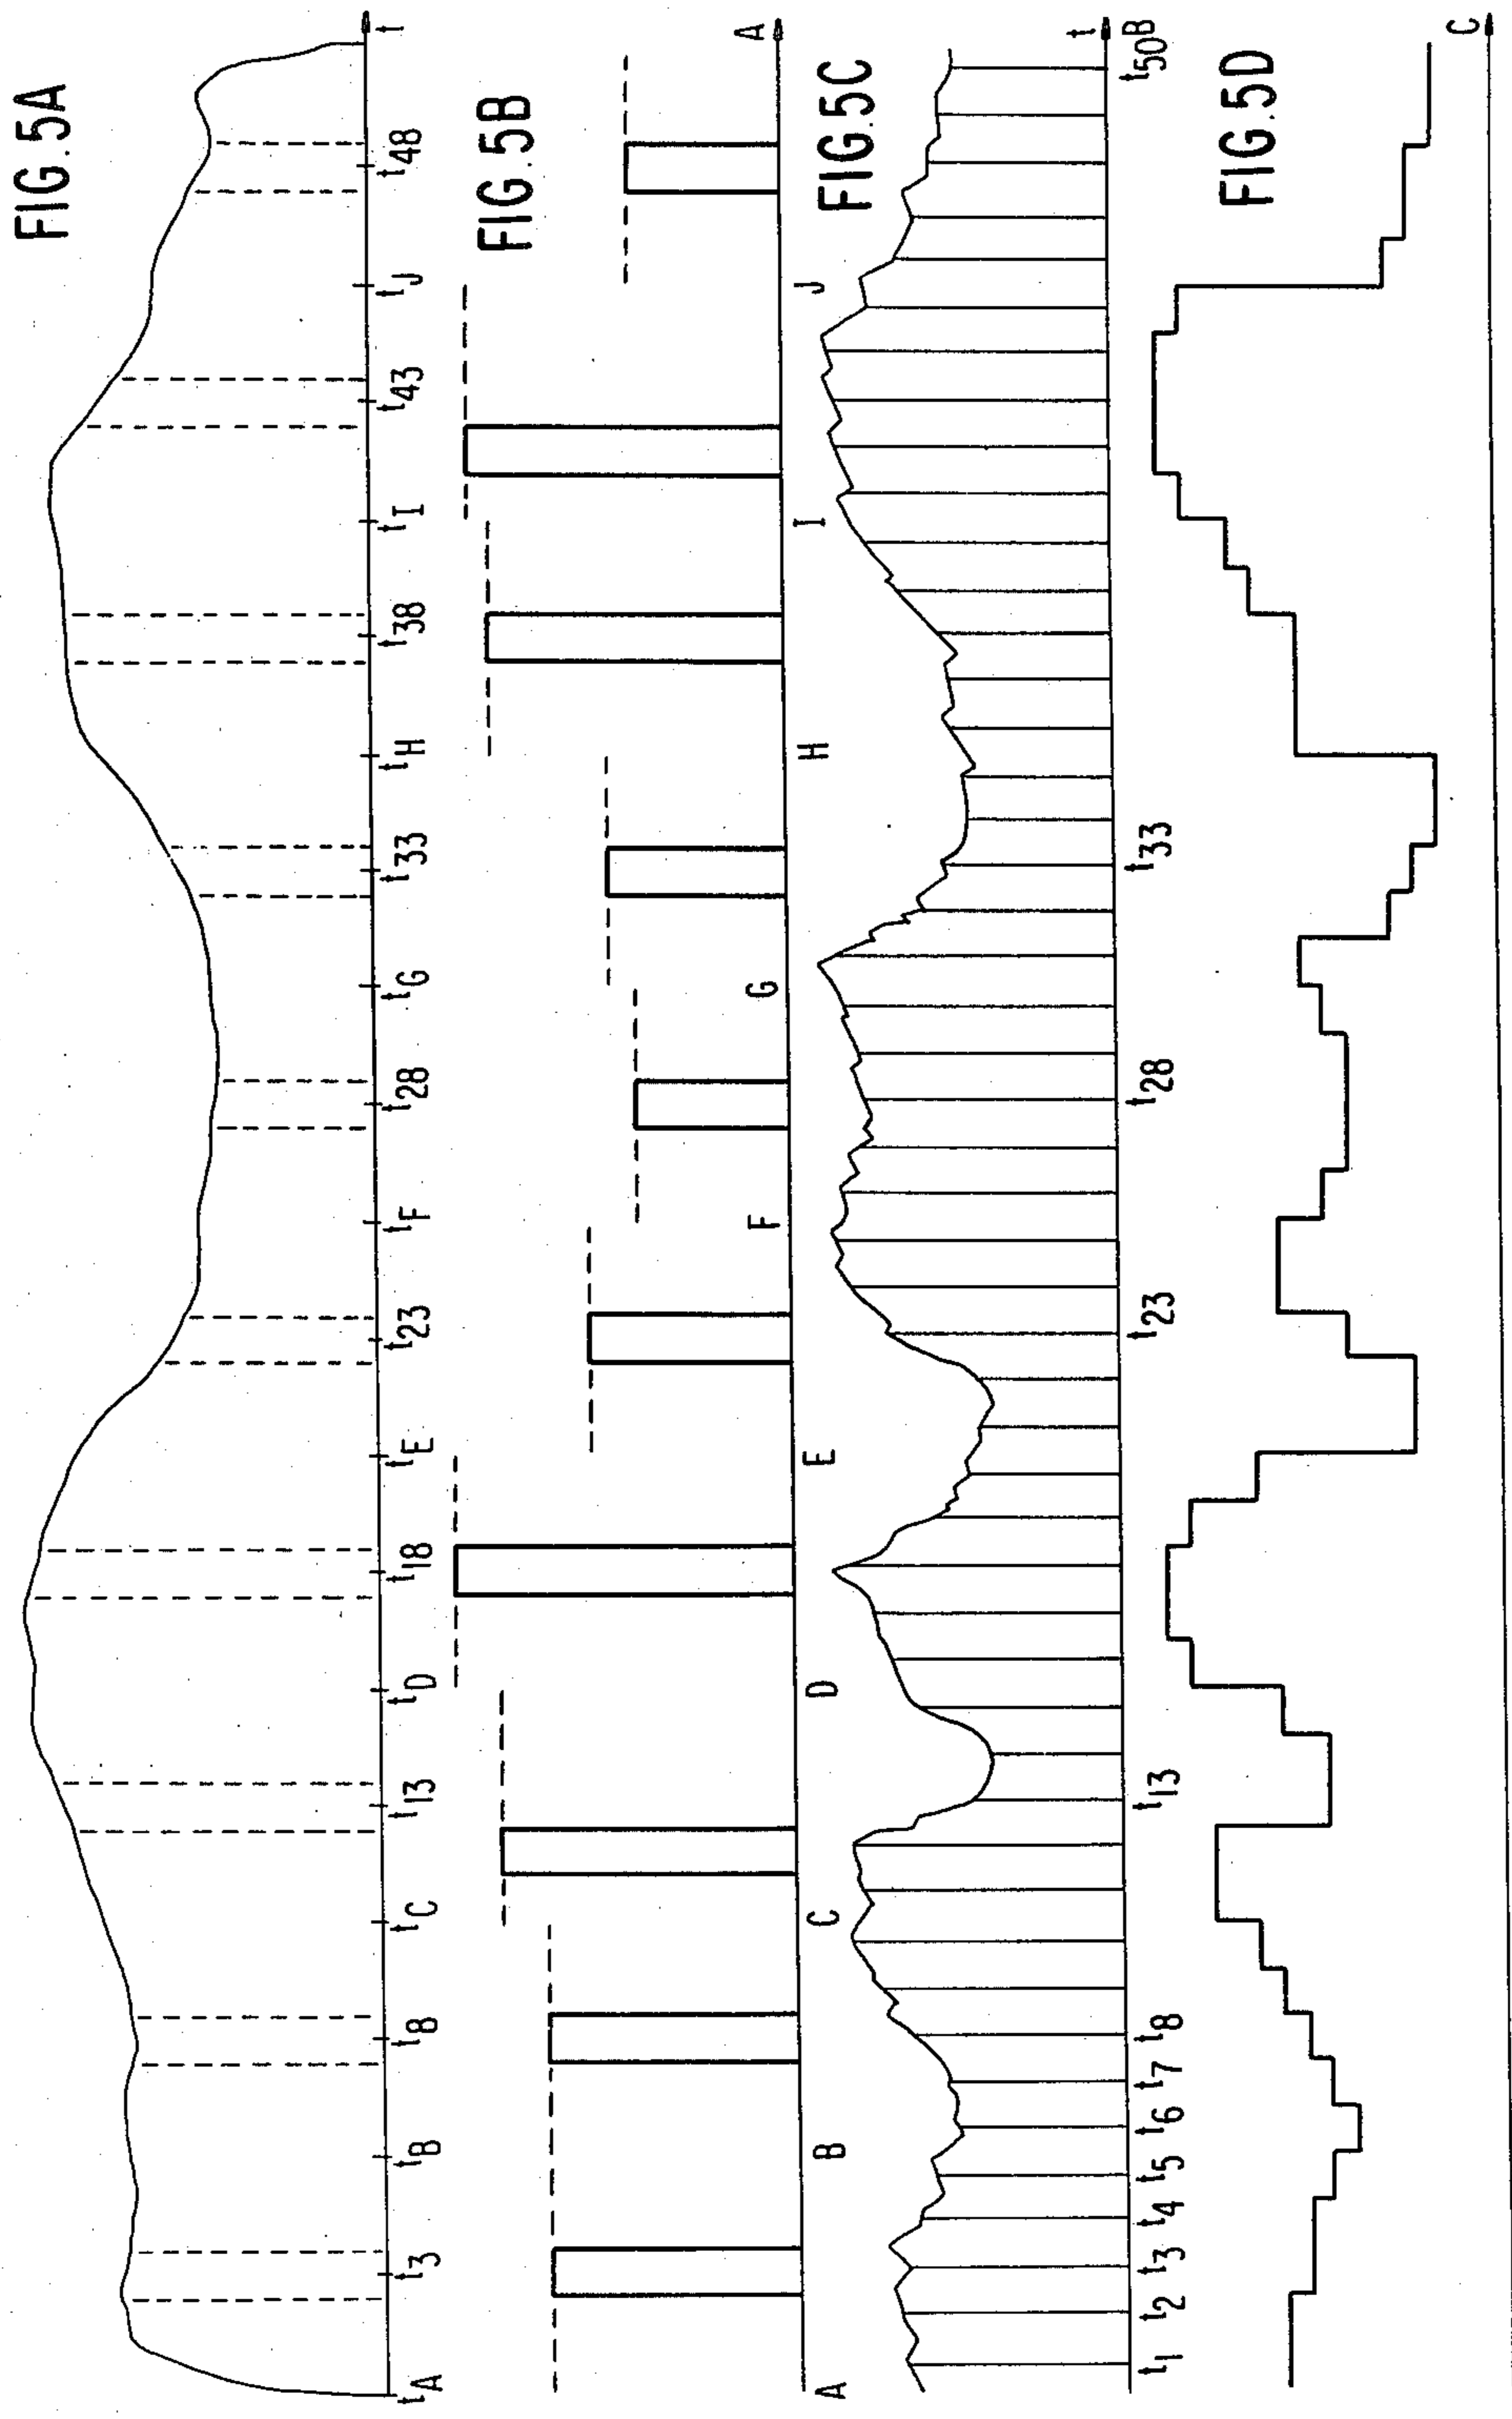 FIG.5A
tA t3 tB t8 tC t13 tD t18 tE t23 tF t28 tG t33 tH t38 tI t43 tJ t48 t
FIG.5B
A B C D E F G H I J A
FIG.5C
t1 t2 t3 t4 t5 t6 t7 t8 t13 t23 t28 t33 t50 t
B
FIG.5D
C